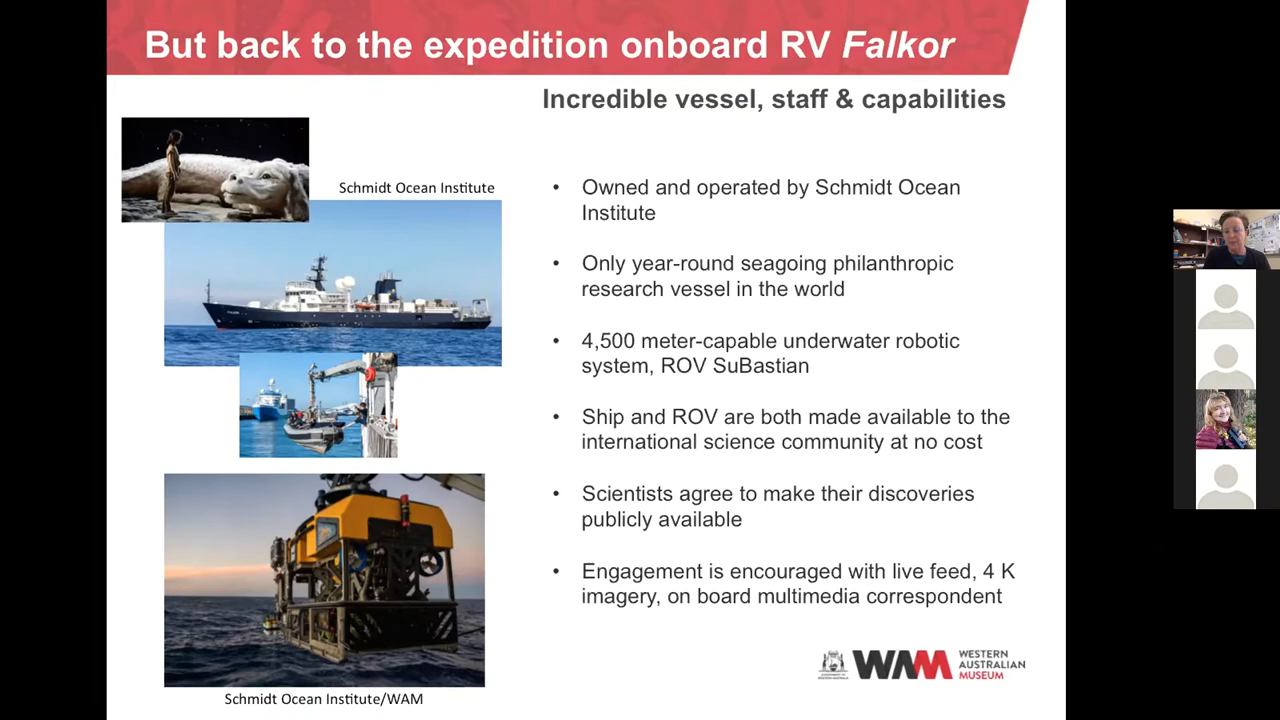 But back to the expedition onboard RV Falkor
Incredible vessel, staff & capabilities
Schmidt Ocean Institute
• Owned and operated by Schmidt Ocean
Institute
• Only year-round seagoing philanthropic
research vessel in the world
• 4,500 meter-capable underwater robotic
system, ROV SuBastian
• Ship and ROV are both made available to the
international science community at no cost
• Scientists agree to make their discoveries
publicly available
• Engagement is encouraged with live feed, 4 K
imagery, on board multimedia correspondent
Schmidt Ocean Institute/WAM
WAM
WESTERN
AUSTRALIAN
MUSEUM